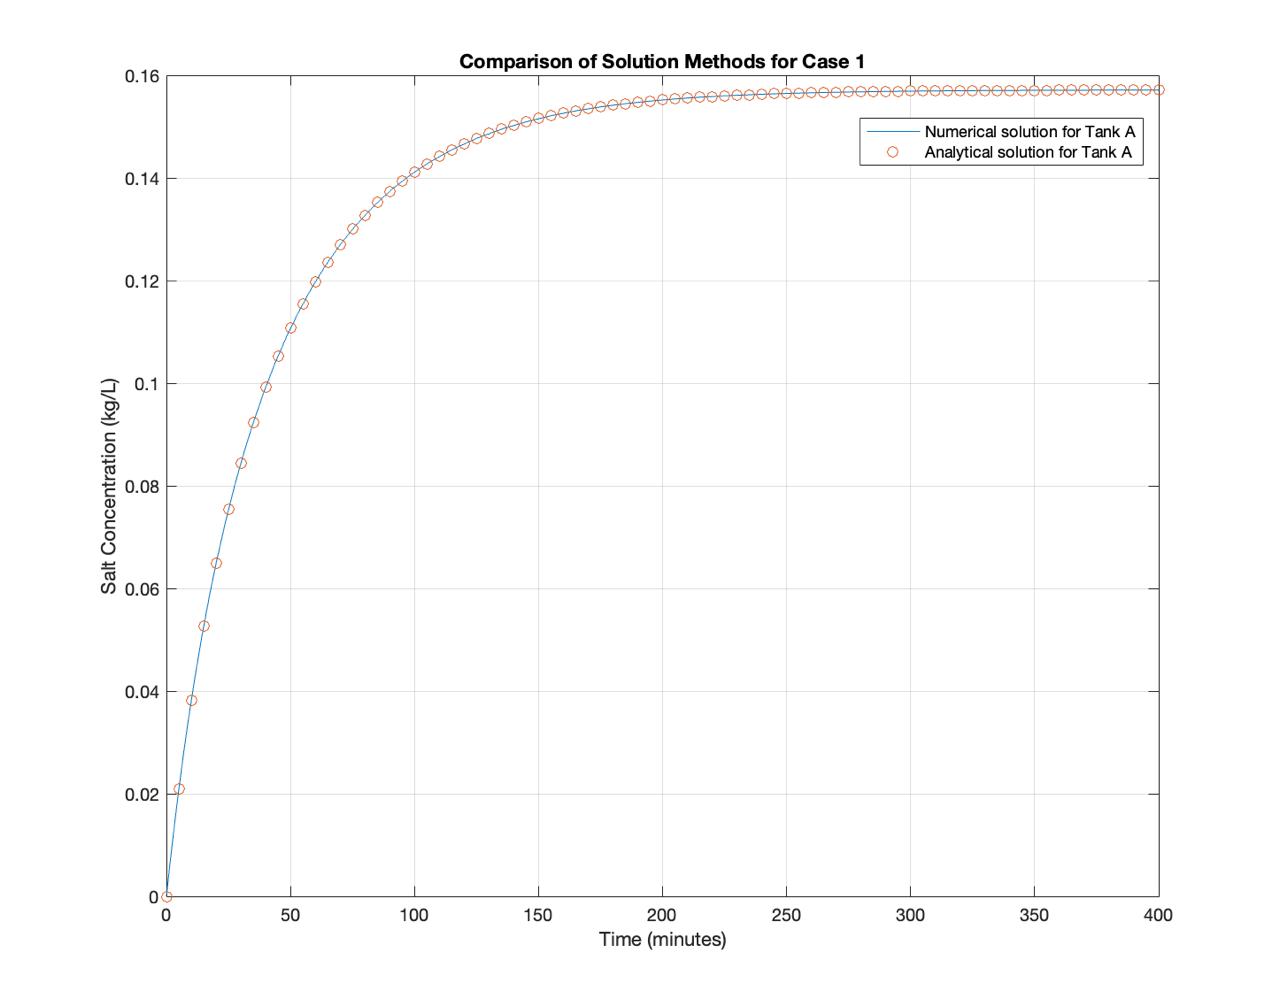 Comparison of Solution Methods for Case 1
0.16
0.14
0.12
0.1
0.08
0.06
0.04
0.02
0
Salt Concentration (kg/L)
Numerical solution for Tank A
Analytical solution for Tank A
0 50 100 150 200 250 300 350 400
Time (minutes)